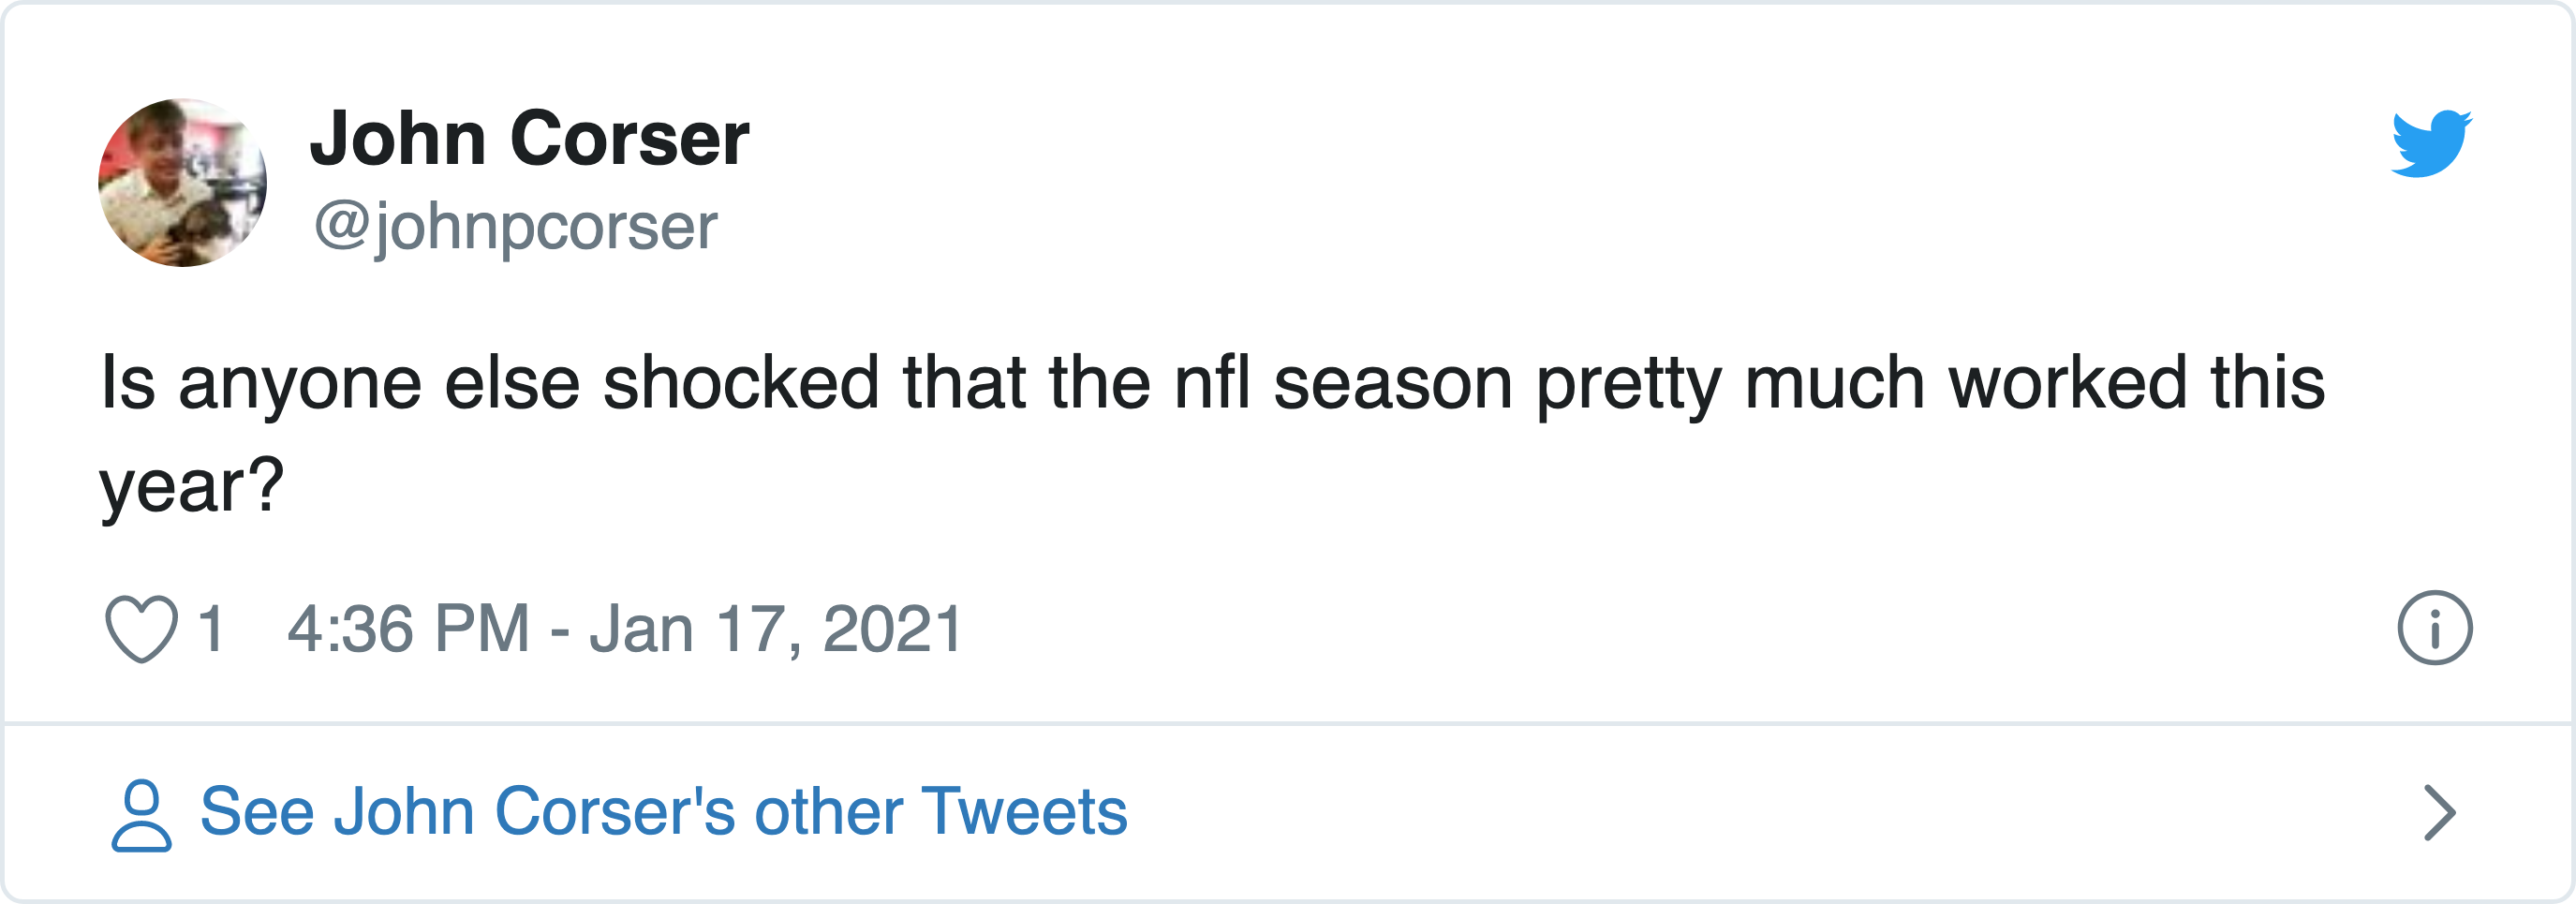 John Corser
@johnpcorser
Is anyone else shocked that the nfl season pretty much worked this
year?
1 4:36 PM - Jan 17, 2021
See John Corser's other Tweets